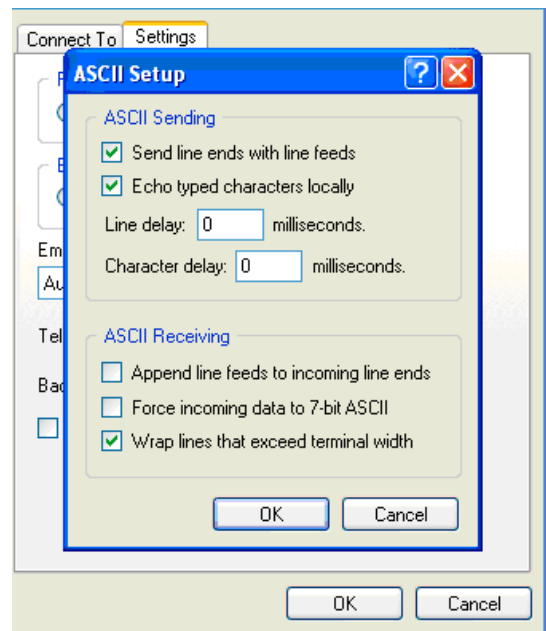 Connect To Settings
ASCII Setup
ASCII Sending
Send line ends with line feeds
Echo typed characters locally
Line delay: 0 milliseconds.
Character delay: 0 milliseconds.
ASCII Receiving
Append line feeds to incoming line ends
Force incoming data to 7-bit ASCII
Wrap lines that exceed terminal width
OK Cancel
OK Cancel